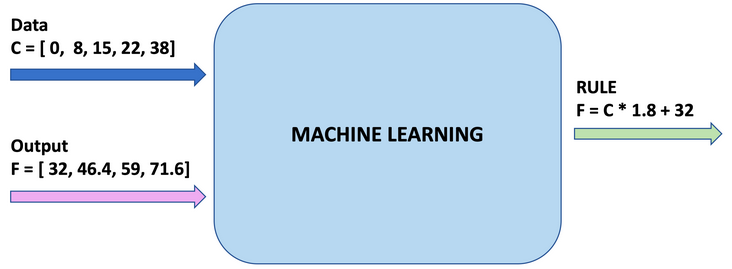 Data
C = [ 0,  8, 15, 22, 38]
Output
F = [ 32, 46.4, 59, 71.6]
MACHINE LEARNING
RULE
F = C * 1.8 + 32